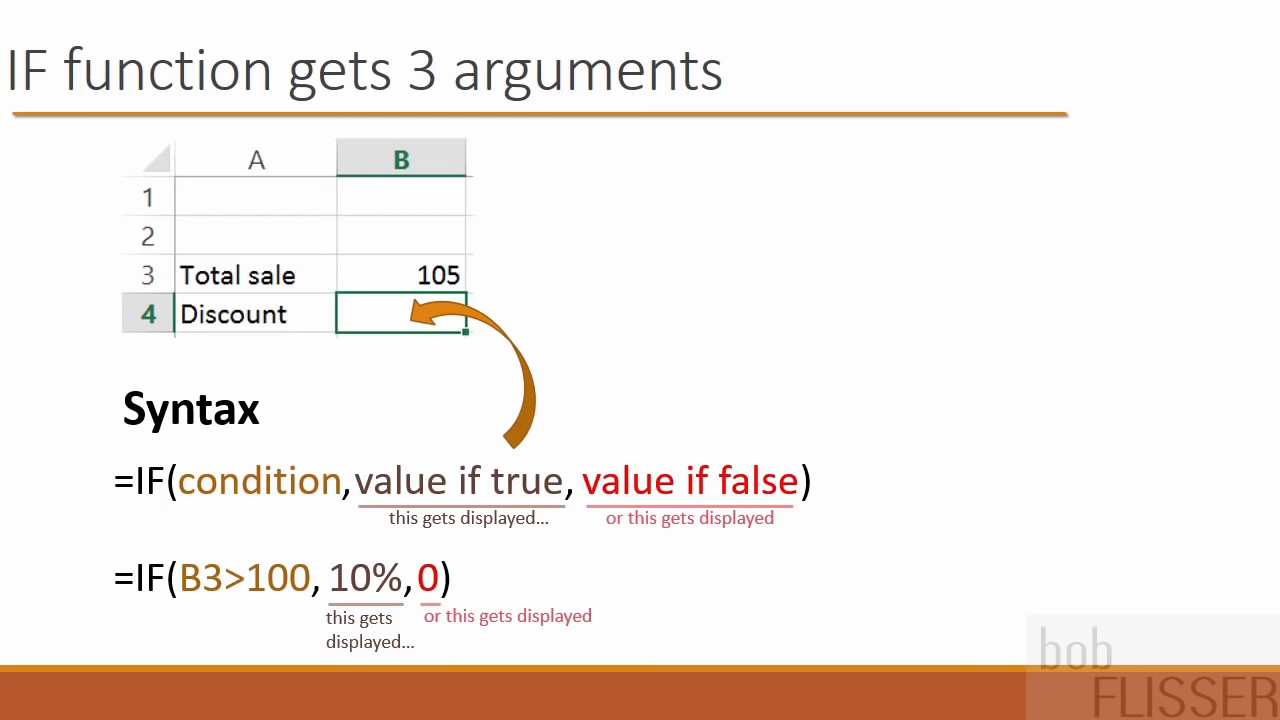 IF function gets 3 arguments
A B
1
2
3 Total sale 105
4 Discount
Syntax
=IF(condition,value if true, value if false)
this gets displayed... or this gets displayed
=IF(B3>100, 10%,0)
this gets or this gets displayed
displayed...
bob
FLISSER